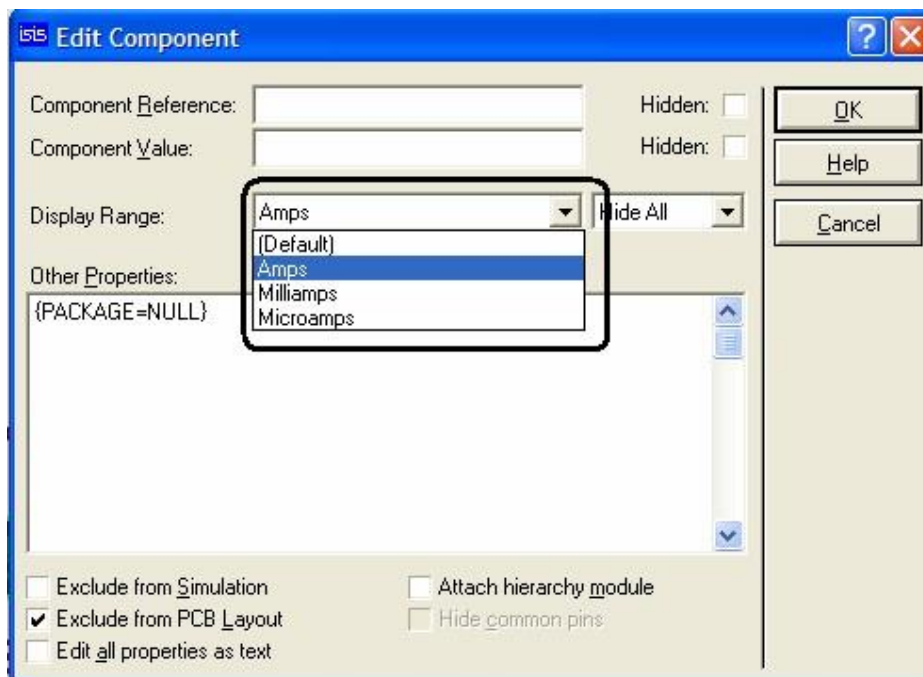 isis Edit Component
Component Reference: Hidden:
OK
Component Value: Hidden:
Help
Display Range: Amps Hide All
Cancel
(Default)
Amps
Other Properties:
Milliamps
{PACKAGE=NULL}
Microamps
Exclude from Simulation Attach hierarchy module
Exclude from PCB Layout Hide common pins
Edit all properties as text